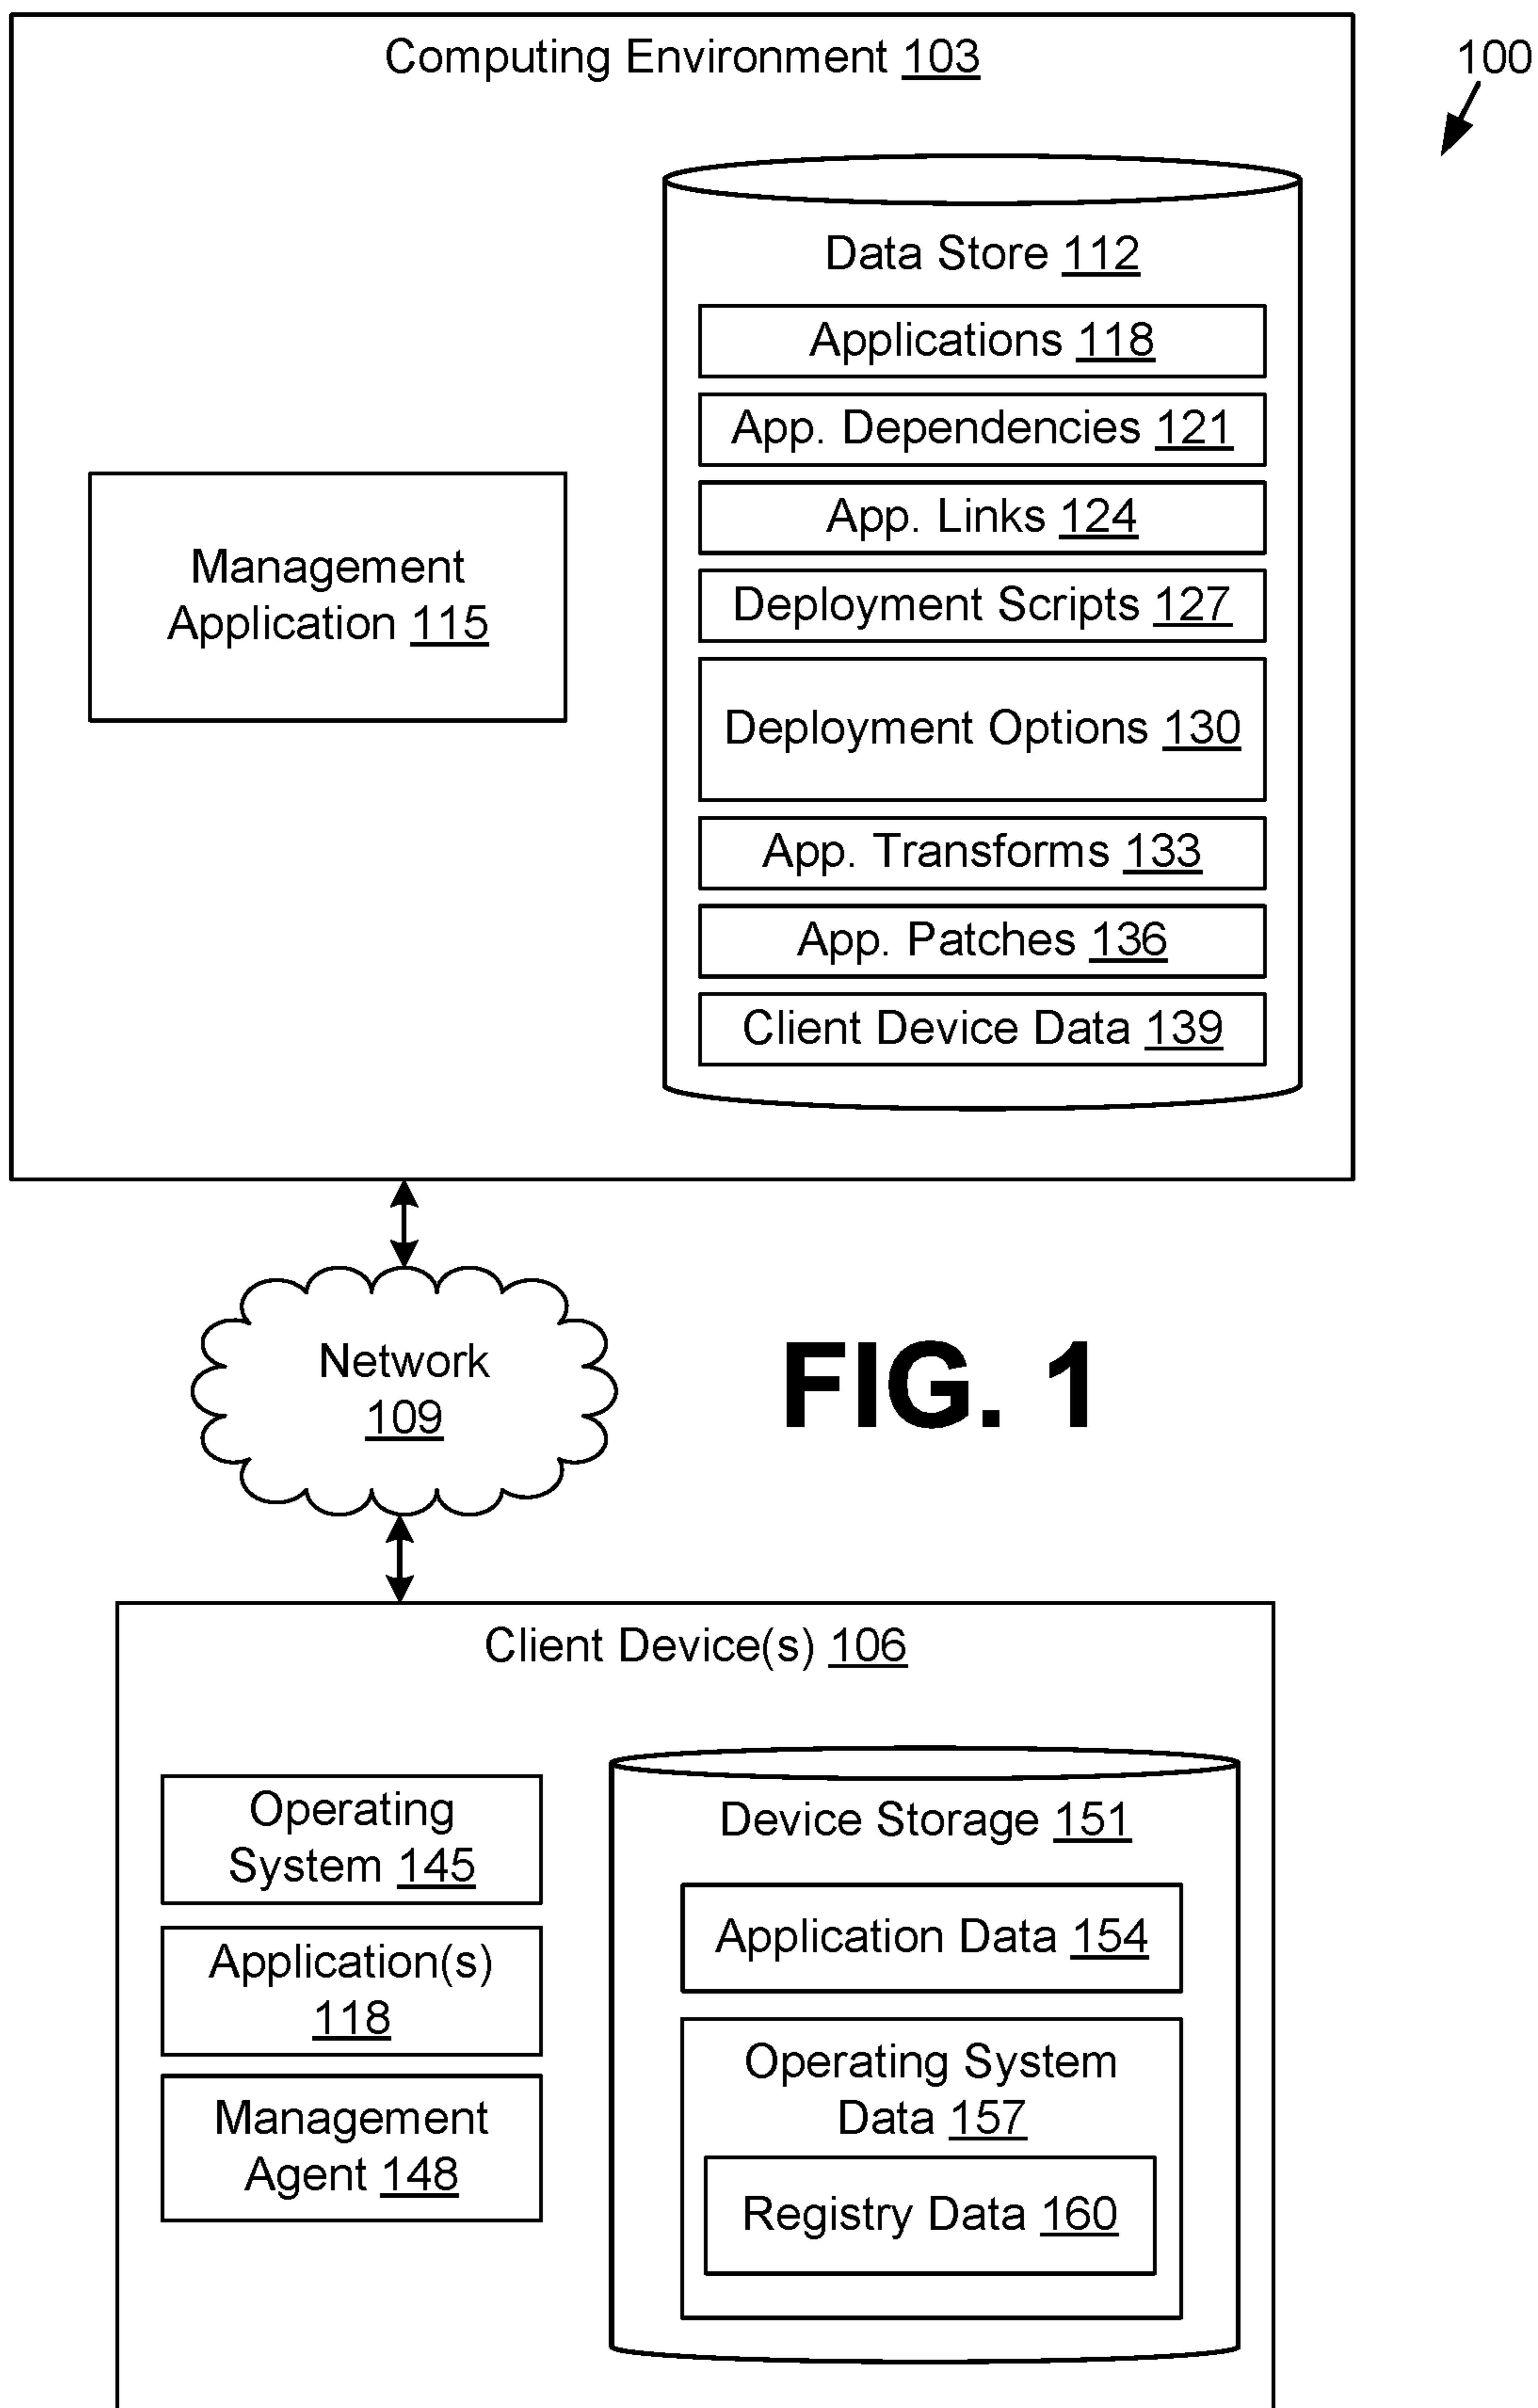 Computing Environment 103
100
Data Store 112
Applications 118
App. Dependencies 121
App. Links 124
Deployment Scripts 127
Deployment Options 130
App. Transforms 133
App. Patches 136
Client Device Data 139
Management
Application 115
Network
109
FIG. 1
Client Device(s) 106
Operating
System 145
Application(s)
118
Management
Agent 148
Device Storage 151
Application Data 154
Operating System
Data 157
Registry Data 160